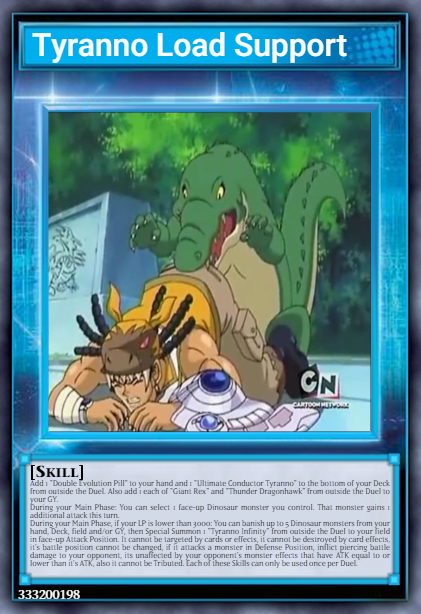 Tyranno Load Support
CN
CARTOON NETWORK
[SKILL]
Add 1 "Double Evolution Pill" to your hand and 1 "Ultimate Conductor Tyranno" to the bottom of your Deck
from outside the Duel. Also add 1 each of "Giant Rex" and "Thunder Dragonhawk" from outside the Duel to
your GY.
During your Main Phase: You can select 1 face-up Dinosaur monster you control. That monster gains 1
additional attack this turn.
During your Main Phase, if your LP is lower than 3000: You can banish up to 5 Dinosaur monsters from your
hand, Deck, field and/or GY, then Special Summon 1 "Tyranno Infinity" from outside the Duel to your field
in face-up Attack Position. It cannot be targeted by cards or effects, it cannot be destroyed by card effects,
it's battle position cannot be changed, if it attacks a monster in Defense Position, inflict piercing battle
damage to your opponent, its unaffected by your opponent's monster effects that have ATK equal to or
lower than it's ATK, also it cannot be Tributed. Each of these Skills can only be used once per Duel.
333200198